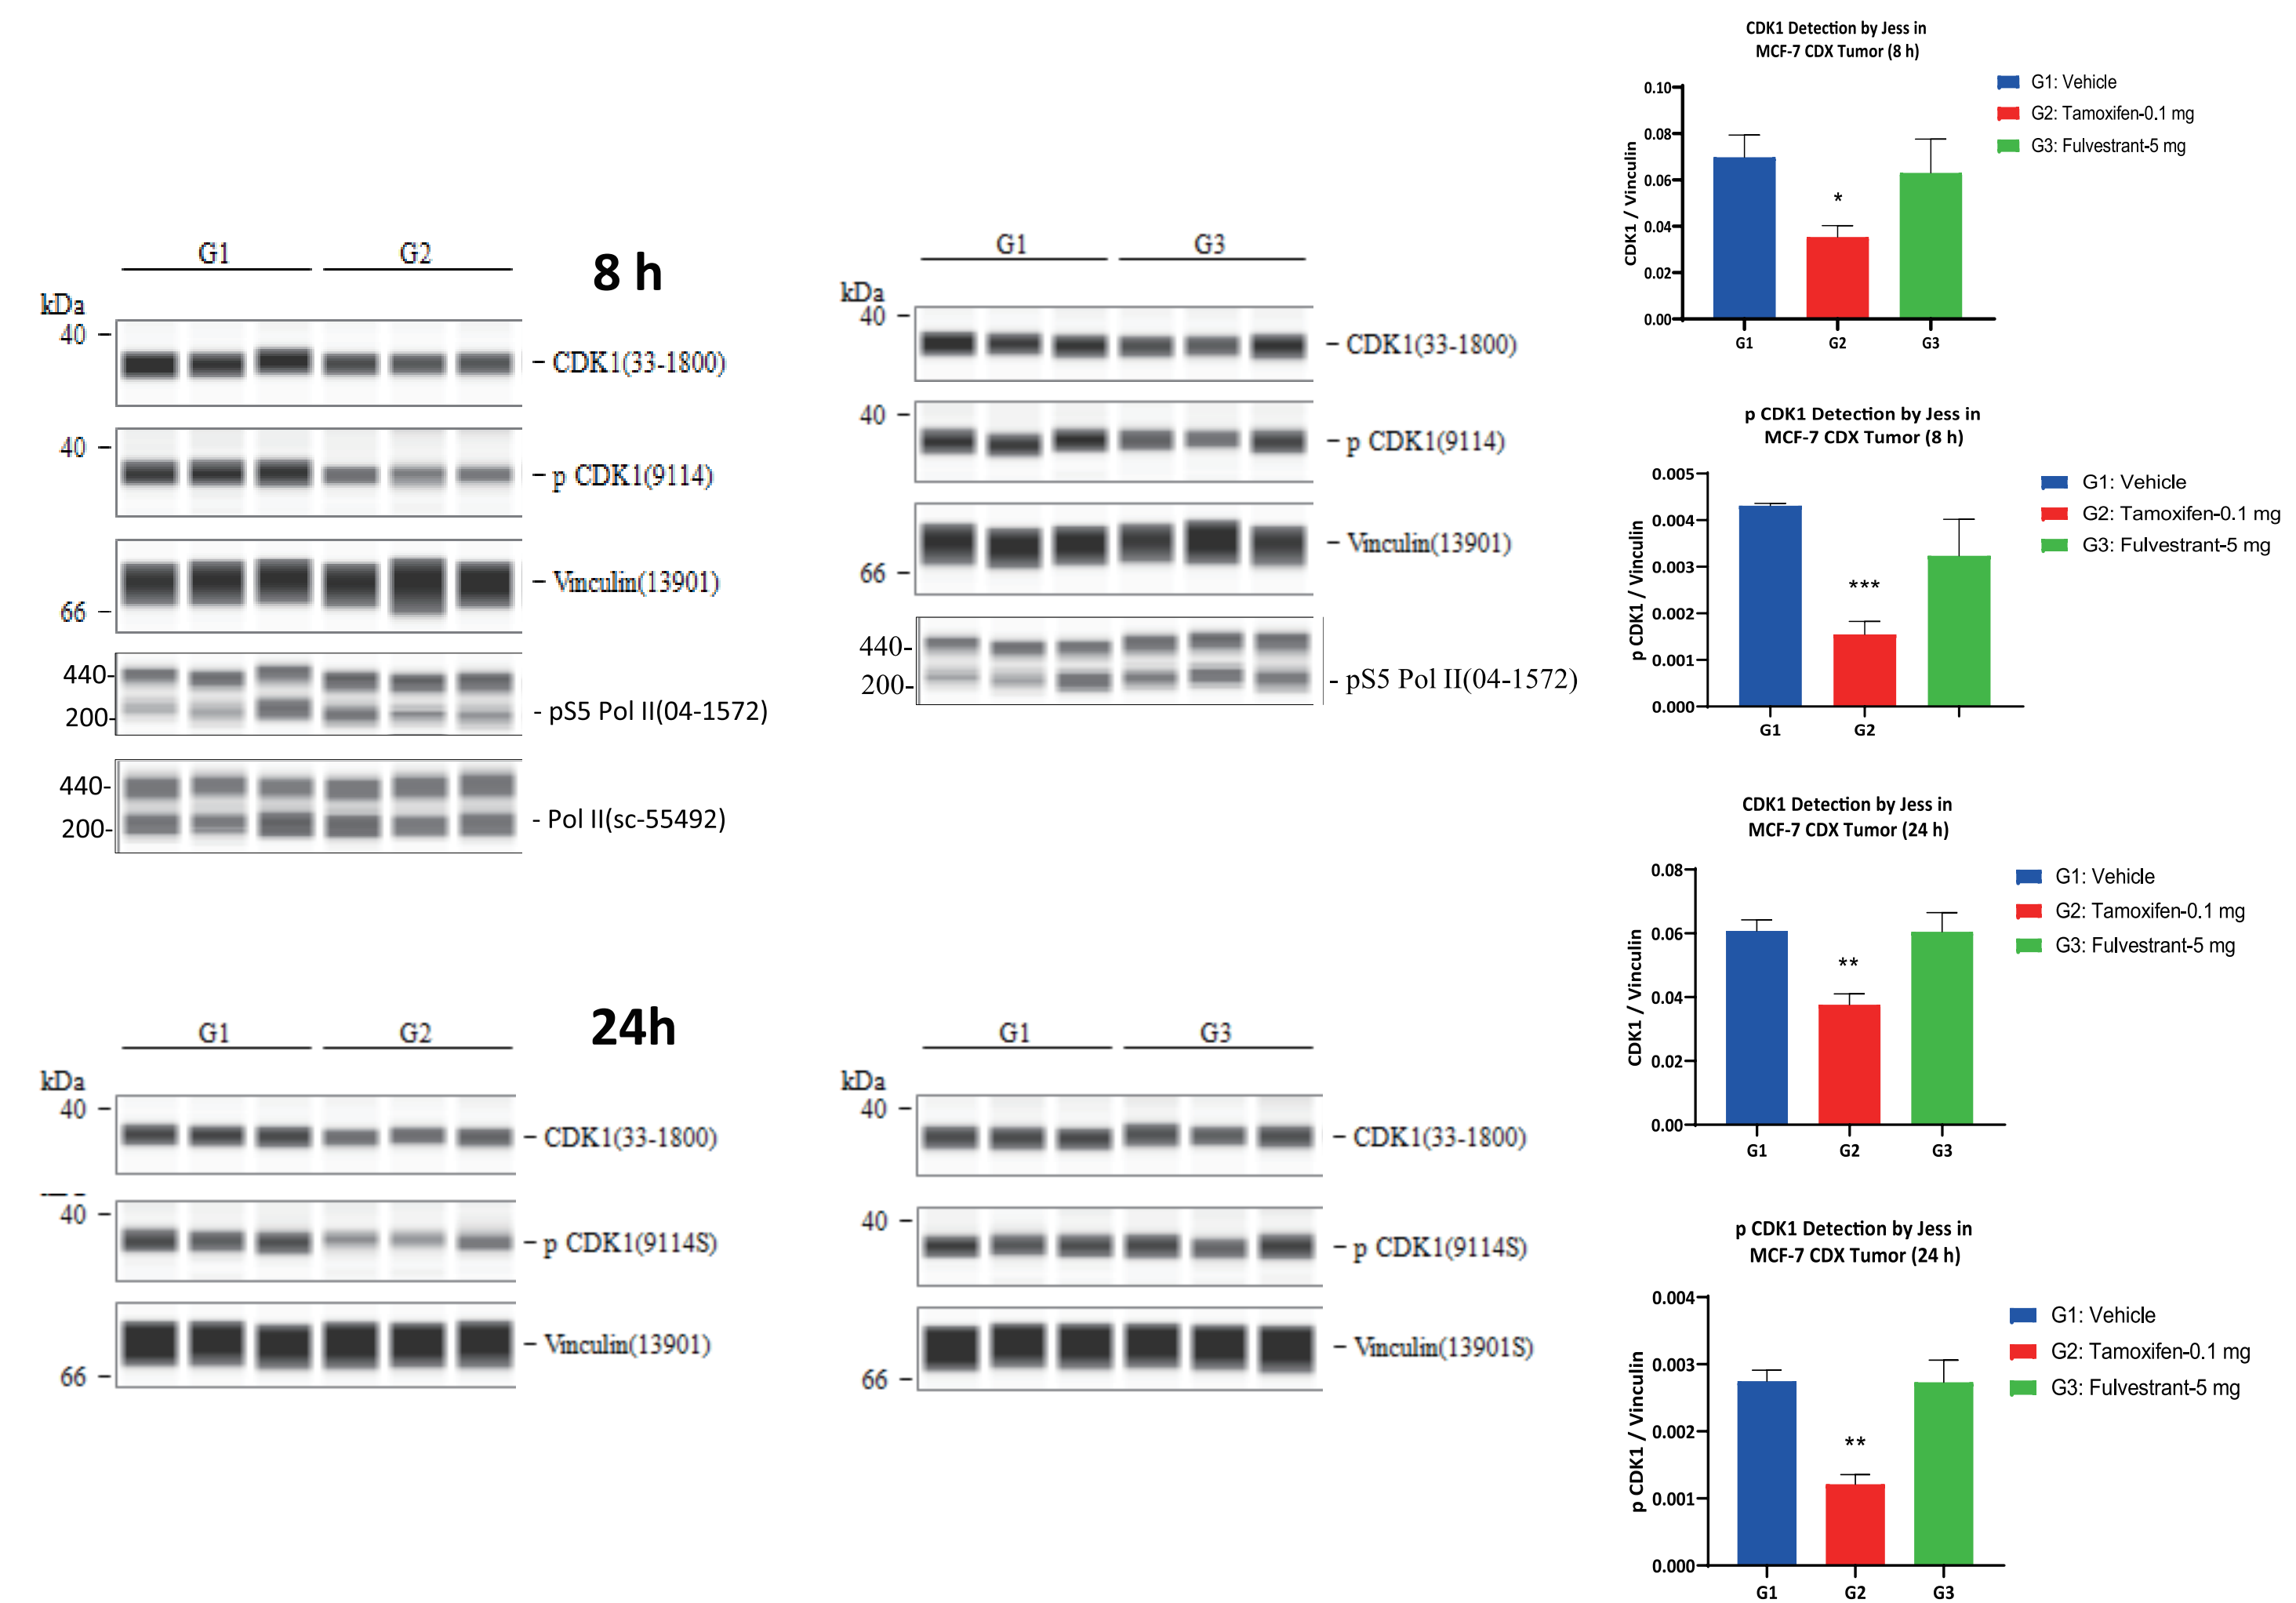 G1 G2
8 h
kDa
40
CDK1(33-1800)
40
p CDK1(9114)
Vinculin(13901)
66
440-
200-
- pS5 Pol II(04-1572)
440-
200-
- Pol II(sc-55492)
G1 G3
kDa
40
CDK1(33-1800)
40
p CDK1(9114)
Vinculin(13901)
66
440-
200-
- pS5 Pol II(04-1572)
24h
G1 G2
kDa
40
CDK1(33-1800)
40
p CDK1(9114S)
Vinculin(13901)
66
G1 G3
kDa
40
CDK1(33-1800)
40
p CDK1(9114S)
Vinculin(13901S)
66
CDK1 Detection by Jess in
MCF-7 CDX Tumor (8 h)
CDK1 / Vinculin
0.10
0.08
0.06
0.04
0.02
0.00
*
G1 G2 G3
G1: Vehicle
G2: Tamoxifen-0.1 mg
G3: Fulvestrant-5 mg
p CDK1 Detection by Jess in
MCF-7 CDX Tumor (8 h)
p CDK1 / Vinculin
0.005
0.004
0.003
0.002
0.001
0.000
***
G1 G2
G1: Vehicle
G2: Tamoxifen-0.1 mg
G3: Fulvestrant-5 mg
CDK1 Detection by Jess in
MCF-7 CDX Tumor (24 h)
CDK1 / Vinculin
0.08
0.06
0.04
0.02
0.00
**
G1 G2 G3
G1: Vehicle
G2: Tamoxifen-0.1 mg
G3: Fulvestrant-5 mg
p CDK1 Detection by Jess in
MCF-7 CDX Tumor (24 h)
p CDK1 / Vinculin
0.004
0.003
0.002
0.001
0.000
**
G1 G2 G3
G1: Vehicle
G2: Tamoxifen-0.1 mg
G3: Fulvestrant-5 mg